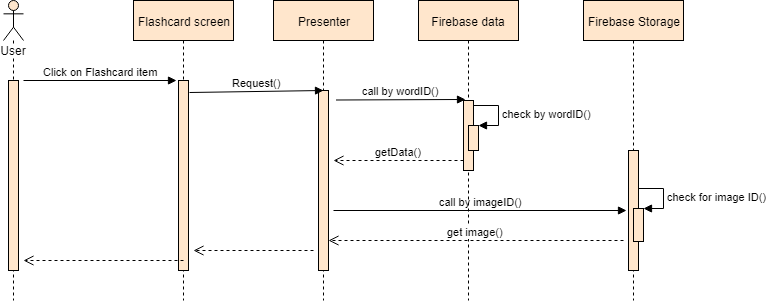 Flashcard screen
Presenter
Firebase data
Firebase Storage
User
Click on Flashcard item
Request()
call by wordID()
check by wordID()
getData()
check for image ID()
call by imageID()
get image()